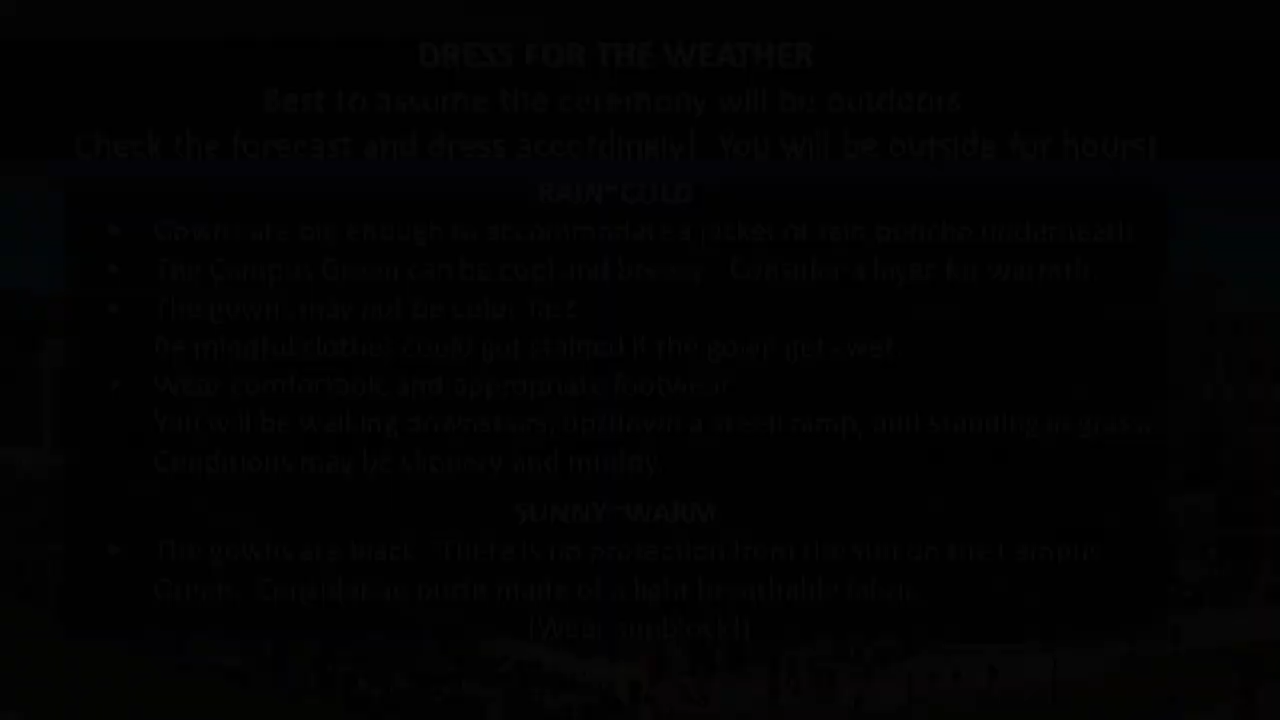 DRESS FOR THE WEATHER
Best to assume the ceremony will be outdoors
Check the forecast and dress accordingly! You will be outside for hours!
RAIN~COLD
• Gowns are big enough to accommodate a jacket or rain poncho underneath
• The Campus Green can be cool and breezy. Consider a layer for warmth.
• The gowns may not be color fast
be mindful clothes could get stained if the gown gets wet.
• Wear comfortable and appropriate footwear
You will be walking downstairs, up/down a ramp, and standing in grass.
Conditions may be slippery and muddy.
SUNNY~WARM
• The gowns are black. There is no protection from the sun on the Campus
Green. Consider an outfit made of a light breathable fabric.
(Wear sunblock!)